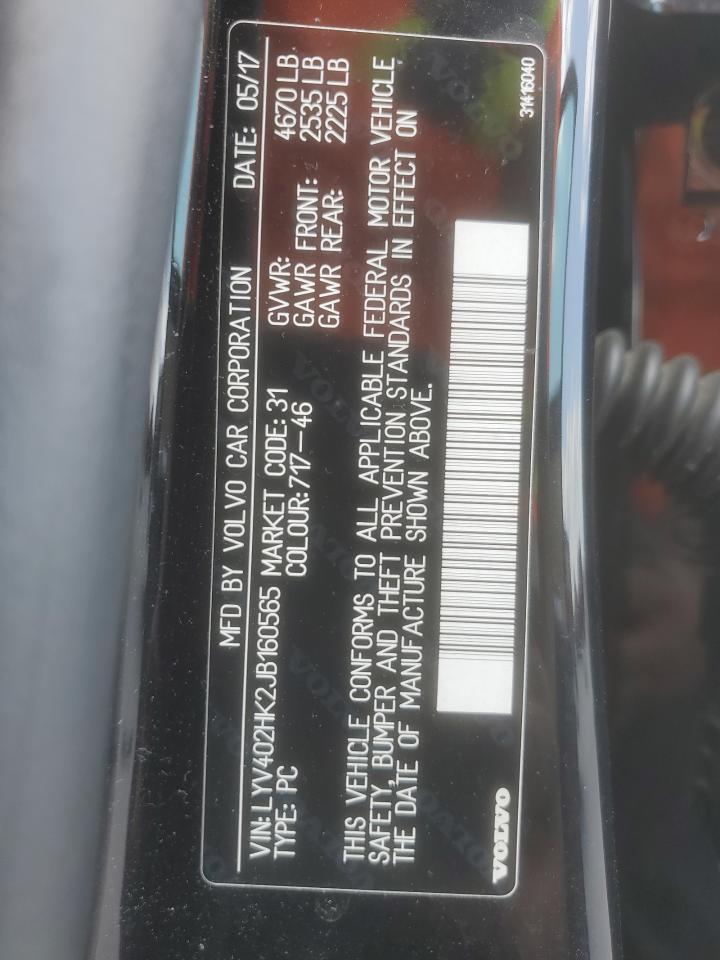 MFD BY VOLVO CAR CORPORATION DATE: 05/17
VIN: LYV402HK2JB160565 MARKET CODE: 31 GVWR: 4670 LB
TYPE: PC COLOUR: 717-46 GAWR FRONT: 2535 LB
GAWR REAR: 2225 LB
THIS VEHICLE CONFORMS TO ALL APPLICABLE FEDERAL MOTOR VEHICLE
SAFETY, BUMPER AND THEFT PREVENTION STANDARDS IN EFFECT ON
THE DATE OF MANUFACTURE SHOWN ABOVE.
VOLVO 31416040